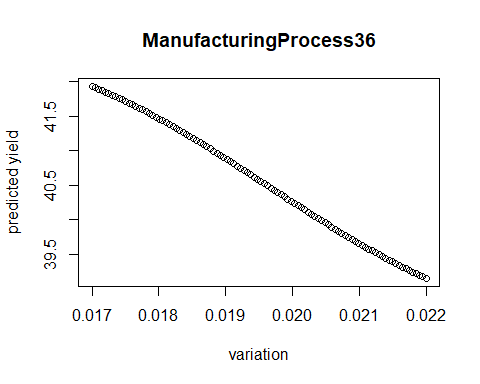 ManufacturingProcess36
predicted yield
41.5
40.5
39.5
0.017 0.018 0.019 0.020 0.021 0.022
variation